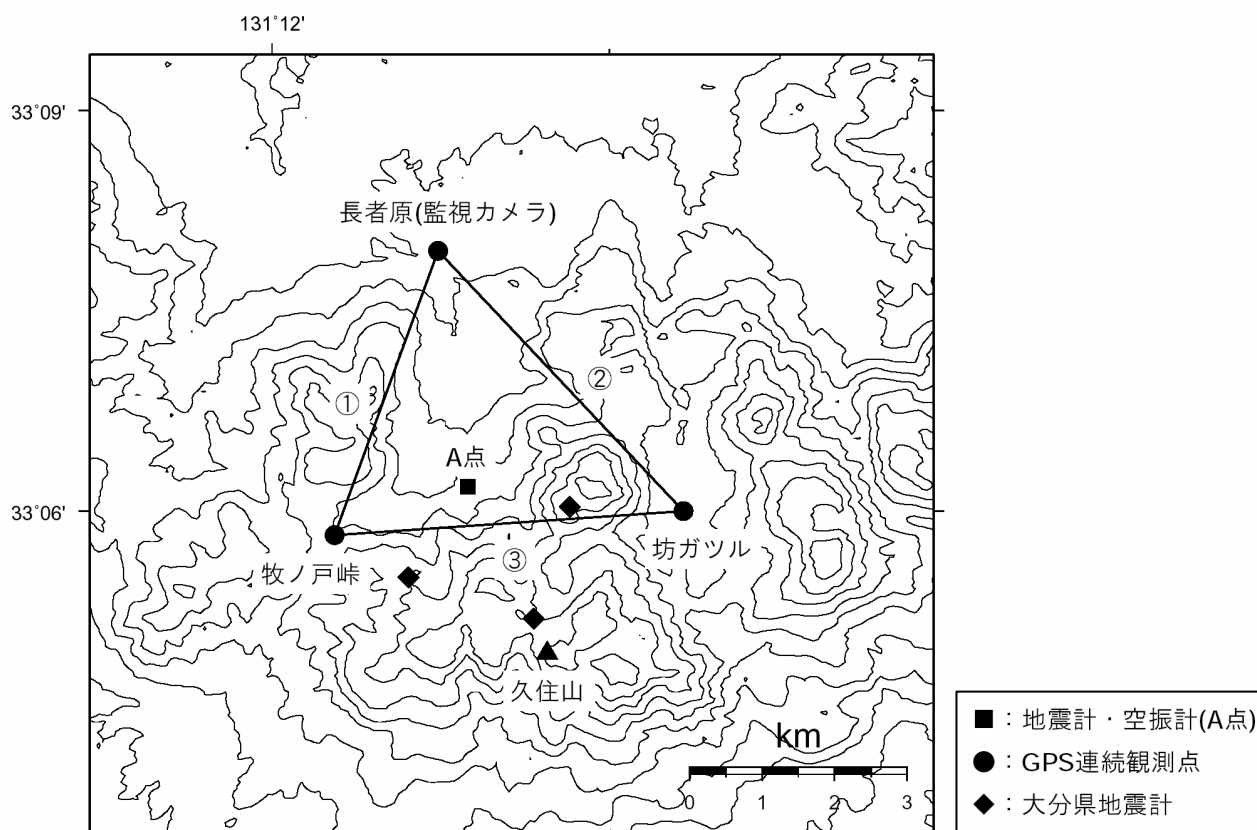 131°12'
33°09'
長者原(監視カメラ)
①
②
A点
33°06'
坊ガツル
③
牧ノ戸峠
久住山
km
0 1 2 3
■：地震計・空振計(A点)
●：GPS連続観測点
◆：大分県地震計